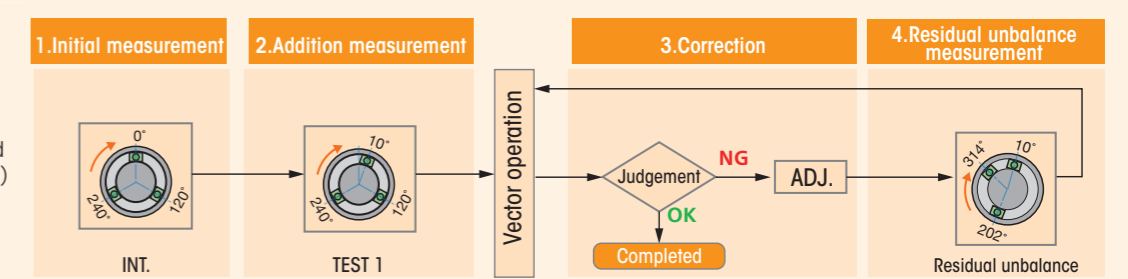 1.Initial measurement
2.Addition measurement
3.Correction
4.Residual unbalance
measurement
d
)
0°
240°
120°
INT.
10°
240°
120°
TEST 1
Vector operation
Judgement
NG
OK
Completed
ADJ.
314°
10°
202°
Residual unbalance